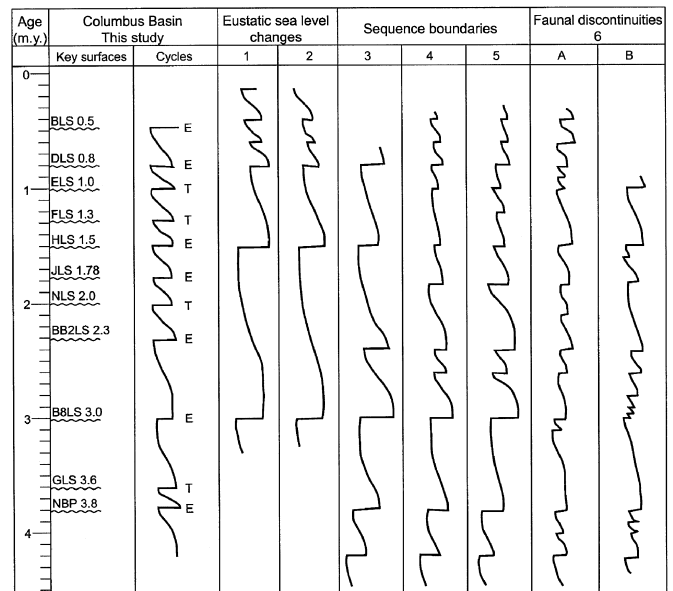 Age
(m.y.)
Columbus Basin
This study
Eustatic sea level
changes
Sequence boundaries
Faunal discontinuities
6
Key surfaces
Cycles
1
2
3
4
5
A
B
0
BLS 0.5
E
DLS 0.8
E
ELS 1.0
1
T
FLS 1.3
T
HLS 1.5
E
JLS 1.78
E
NLS 2.0
2
T
BB2LS 2.3
E
B8LS 3.0
3
E
GLS 3.6
T
NBP 3.8
E
4